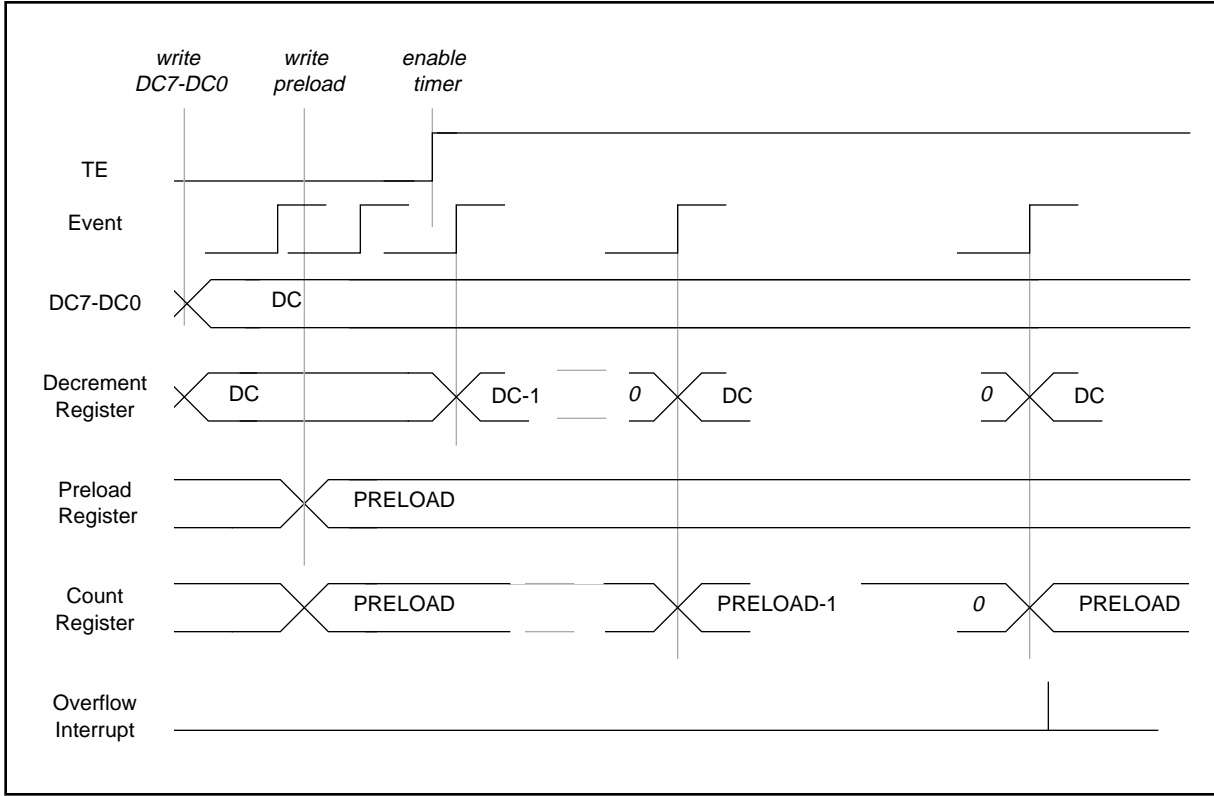 write
DC7-DC0
write
preload
enable
timer
TE
Event
DC7-DC0
DC
Decrement
Register
DC
DC-1
0
DC
0
DC
Preload
Register
PRELOAD
Count
Register
PRELOAD
PRELOAD-1
0
PRELOAD
Overflow
Interrupt